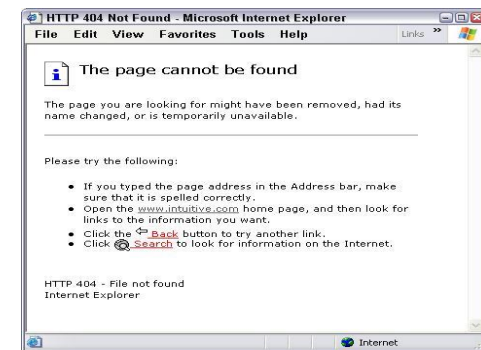 HTTP 404 Not Found - Microsoft Internet Explorer
File Edit View Favorites Tools Help Links »
The page cannot be found
The page you are looking for might have been removed, had its
name changed, or is temporarily unavailable.
Please try the following:
• If you typed the page address in the Address bar, make
sure that it is spelled correctly.
• Open the www.intuitive.com home page, and then look for
links to the information you want.
• Click the Back button to try another link.
• Click Search to look for information on the Internet.
HTTP 404 - File not found
Internet Explorer
Internet